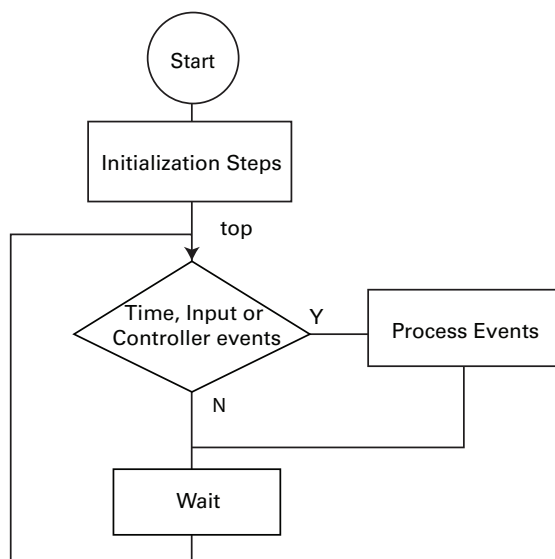 Start
Initialization Steps
top
Time, Input or
Controller events
Y
Process Events
N
Wait